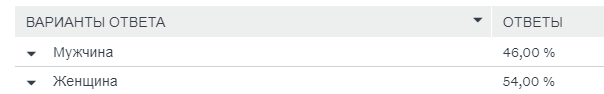 ВАРИАНТЫ ОТВЕТА ОТВЕТЫ
Мужчина 46,00 %
Женщина 54,00 %